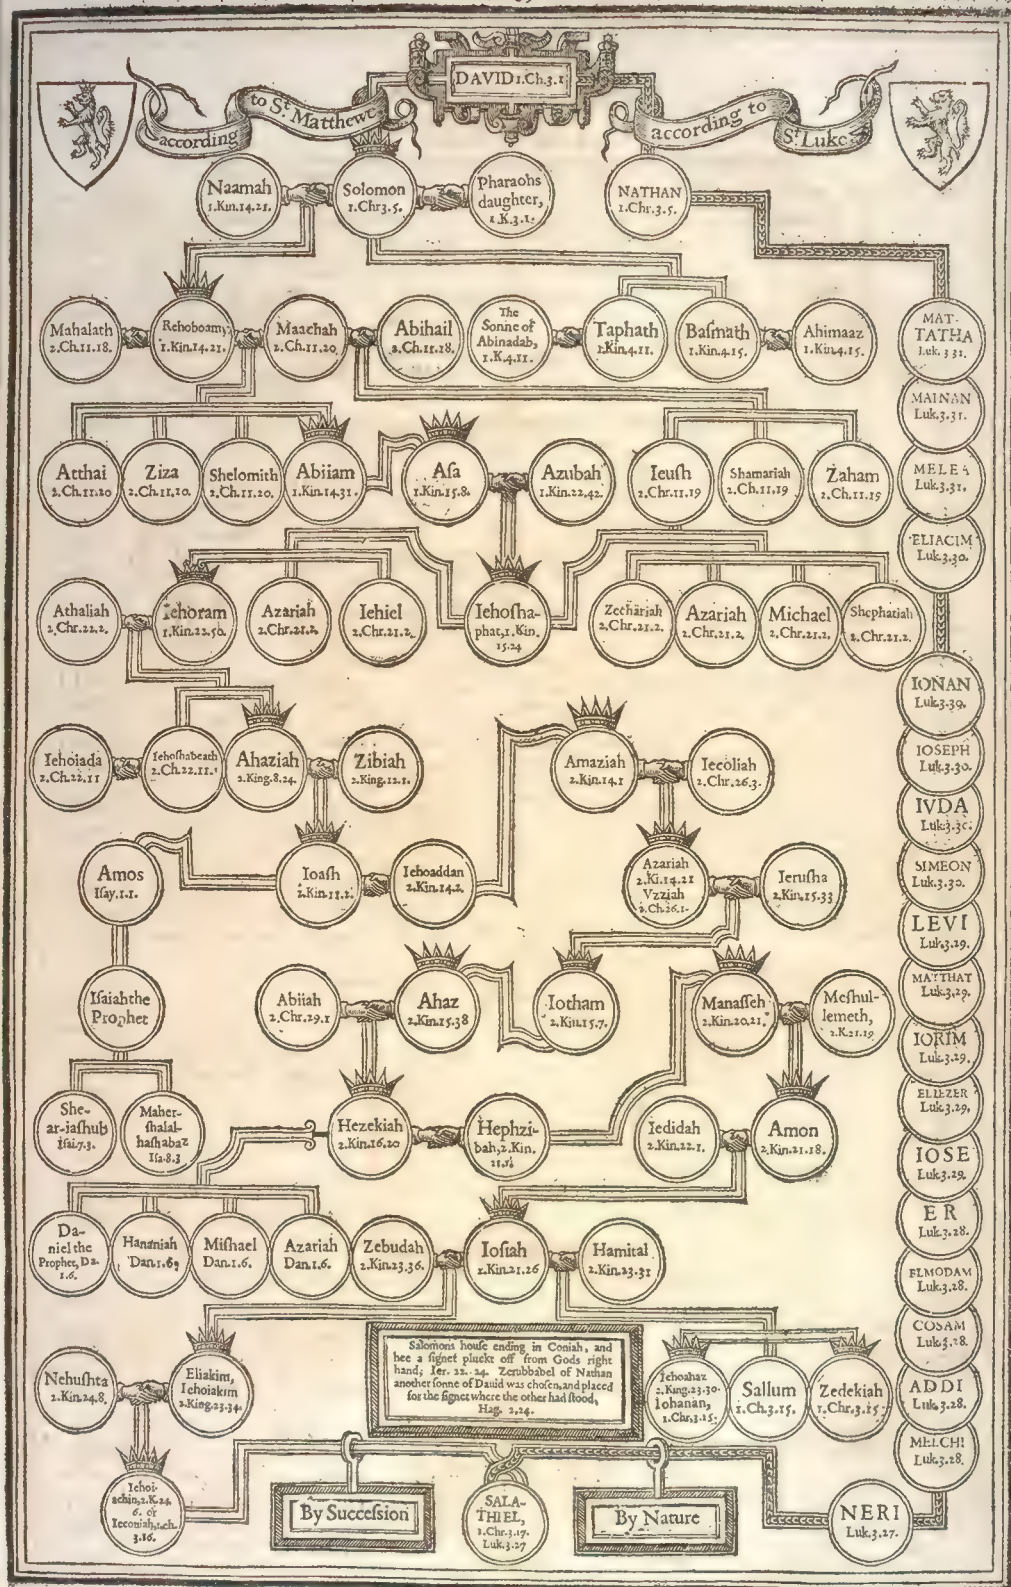 DAVID 1.Ch.3.1
according
to St. Matthewe
according to
St. Luke
Naamah
1.Kin.14.21.
Solomon
1.Chr3.5.
Pharaohs
daughter,
1.K.3.1.
NATHAN
1.Chr.3.5.
Mahalath
2.Ch.11.18.
Rehoboam
1.Kin.14.21.
Maachah
2.Ch.11.20.
Abihail
2.Ch.11.18.
The
Sonne of
Abinadab,
1.K.4.11.
Taphath
1.Kin.4.11.
Baſmath
1.Kin.4.15.
Ahimaaz
1.Kin.4.15.
MAT-
TATHA
Luk. 3 31.
MAINAN
Luk.3.31.
Atthai
2.Ch.11.20
Ziza
2.Ch.11.20.
Shelomith
2.Ch.11.20.
Abiiam
1.Kin.14.31.
Aſa
1.Kin.15.8.
Azubah
1.Kin.22.42.
Ieuſh
2.Chr.11.19
Shamariah
2.Ch.11.19
Zaham
2.Ch.11.19
MELEA
Luk.3.31.
ELIACIM
Luk.3.30.
Athaliah
2.Chr.22.2.
Iehoram
1.Kin.22.50.
Azariah
2.Chr.21.2.
Iehiel
2.Chr.21.2.
Iehoſha-
phat,1.Kin.
15.24
Zechariah
2.Chr.21.2.
Azariah
2.Chr.21.2.
Michael
2.Chr.21.2.
Shephatiah
2.Chr.21.2.
IONAN
Luk.3.30.
Iehoiada
2.Ch.22.11
Iehoſhabeath
2.Ch.22.11.
Ahaziah
2.King.8.24.
Zibiah
2.King.12.1.
Amaziah
2.Kin.14.1
Iecoliah
2.Chr.26.3.
IOSEPH
Luk.3.30.
IVDA
Luk.3.30.
Amos
Iſay.1.1.
Ioaſh
2.Kin.11.2.
Iehoaddan
2.Kin.14.2.
Azariah
2.Ki.14.21
Vzziah
2.Ch.26.1.
Ieruſha
2.Kin.15.33
SIMEON
Luk.3.30.
LEVI
Luk.3.29.
Iſaiah the
Prophet
Abiiah
2.Chr.29.1
Ahaz
2.Kin.15.38
Iotham
2.Kin.15.7.
Manaſſeh
2.Kin.20.21.
Meſhul-
lemeth,
2.K.21.19
MATTHAT
Luk.3.29.
IORIM
Luk.3.29.
She-
ar-iaſhub
Iſai.7.3.
Maher-
ſhalal-
haſhabaz
Iſa.8.3
Hezekiah
2.Kin.16.20
Hephzi-
bah,2.Kin.
21.1.
Iedidah
2.Kin.22.1.
Amon
2.Kin.21.18.
ELIEZER
Luk.3.29.
IOSE
Luk.3.29.
Da-
niel the
Prophet, Da.
1.6.
Hananiah
Dan.1.6.
Miſhael
Dan.1.6.
Azariah
Dan.1.6.
Zebudah
2.Kin.23.36.
Ioſiah
2.Kin.21.26
Hamital
2.Kin.23.31
ER
Luk.3.28.
ELMODAM
Luk.3.28.
COSAM
Luk.3.28.
Nehuſhta
2.Kin.24.8.
Eliakim,
Iehoiakim
2.King.23.34.
Salomons houſe ending in Coniah, and
hee a ſignet pluckt off from Gods right
hand; Ier. 22. 24. Zerubbabel of Nathan
another ſonne of Dauid was choſen, and placed
for the ſignet where the other had ſtood,
Hag. 2.24.
Iehoahaz
2.King.23.30.
Iohanan,
1.Chr.3.15.
Sallum
1.Ch.3.15.
Zedekiah
1.Chr.3.15
ADDI
Luk.3.28.
MELCHI
Luk.3.28.
Iehoi-
achin,2.K.24.
6. or
Ieconiah,1.ch.
3.16.
By Succeſsion
SALA-
THIEL,
1.Chr.3.17.
Luk.3.27
By Nature
NERI
Luk.3.27.